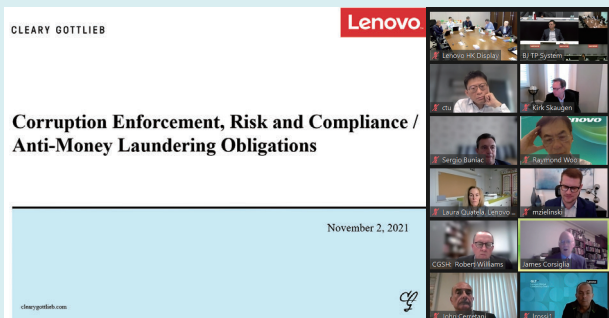 CLEARY GOTTLIEB
Lenovo
Corruption Enforcement, Risk and Compliance /
Anti-Money Laundering Obligations
November 2, 2021
clearygottlieb.com
Lenovo HK Display
BJ TP System
ctu
Kirk Skaugen
Sergio Buniac
Raymond Woo
Laura Quatela, Lenovo
mzielinski
CGSH: Robert Williams
James Corsiglia
John Cerretani